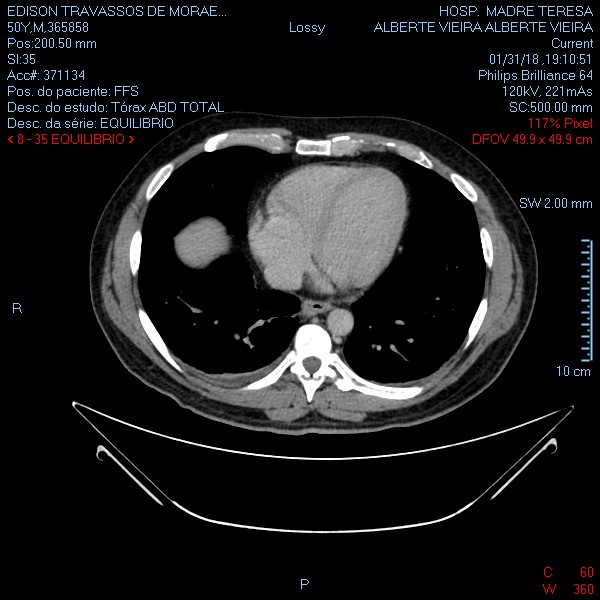 EDISON TRAVASSOS DE MORAE...
50Y,M,365858
Pos:200.50 mm
SI:35
Acc#: 371134
Pos. do paciente: FFS
Desc. do estudo: Tórax ABD TOTAL
Desc. da série: EQUILIBRIO
< 8 - 35 EQUILIBRIO >
Lossy
HOSP. MADRE TERESA
ALBERTE VIEIRA ALBERTE VIEIRA
Current
01/31/18 ,19:10:51
Philips Brilliance 64
120kV, 221mAs
SC:500.00 mm
117% Pixel
DFOV 49.9 x 49.9 cm
SW 2.00 mm
R
10 cm
P
C 60
W 360